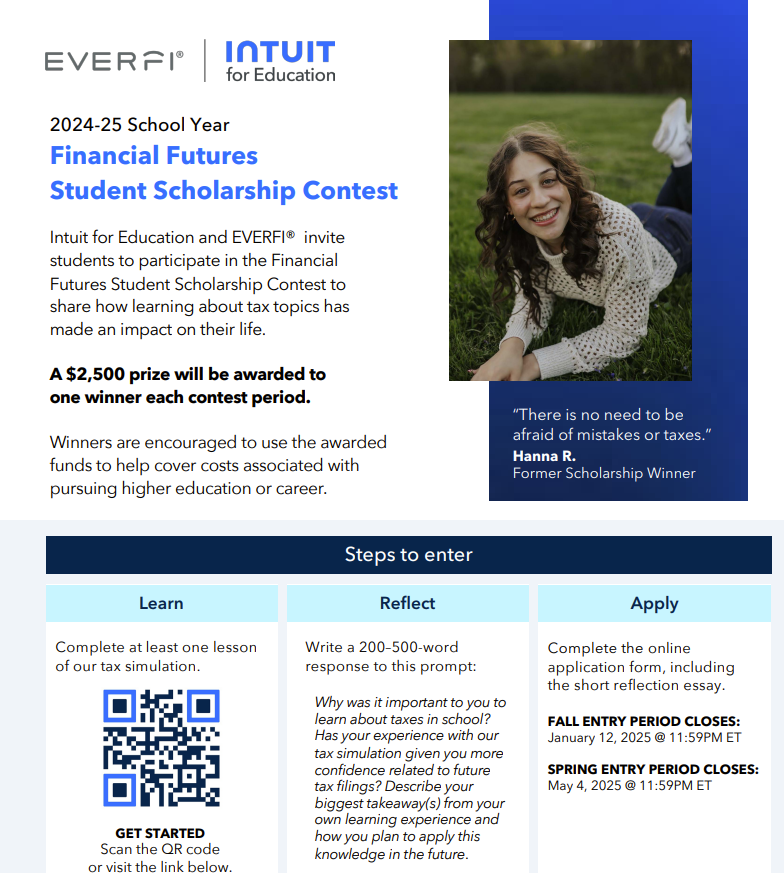 EVERFI®
INTUIT
for Education
2024-25 School Year
Financial Futures
Student Scholarship Contest
Intuit for Education and EVERFI® invite
students to participate in the Financial
Futures Student Scholarship Contest to
share how learning about tax topics has
made an impact on their life.
A $2,500 prize will be awarded to
one winner each contest period.
Winners are encouraged to use the awarded
funds to help cover costs associated with
pursuing higher education or career.
“There is no need to be
afraid of mistakes or taxes.”
Hanna R.
Former Scholarship Winner
Steps to enter
Learn
Complete at least one lesson
of our tax simulation.
GET STARTED
Scan the QR code
or visit the link below.
Reflect
Write a 200–500-word
response to this prompt:
Why was it important to you to
learn about taxes in school?
Has your experience with our
tax simulation given you more
confidence related to future
tax filings? Describe your
biggest takeaway(s) from your
own learning experience and
how you plan to apply this
knowledge in the future.
Apply
Complete the online
application form, including
the short reflection essay.
FALL ENTRY PERIOD CLOSES:
January 12, 2025 @ 11:59PM ET
SPRING ENTRY PERIOD CLOSES:
May 4, 2025 @ 11:59PM ET